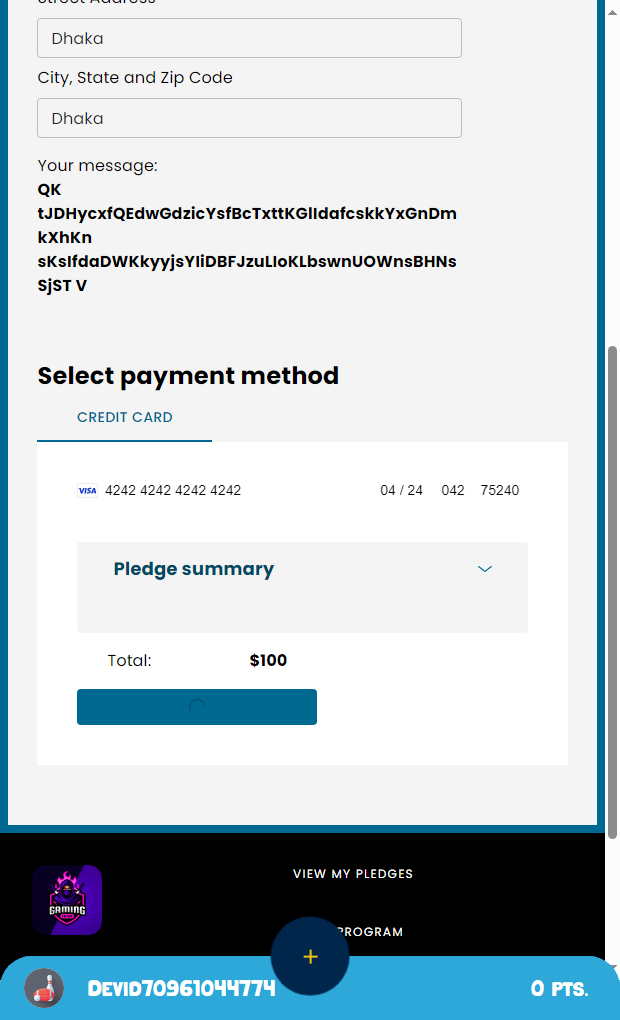 Street Address
Dhaka
City, State and Zip Code
Dhaka
Your message:
QK
tJDHycxfQEdwGdzicYsfBcTxttKGlIdafcskkYxGnDm
kXhKn
sKsIfdaDWKkyyjsYIiDBFJzuLIoKLbswnUOWnsBHNs
SjST V
Select payment method
CREDIT CARD
VISA 4242 4242 4242 4242 04 / 24 042 75240
Pledge summary
Total: $100
VIEW MY PLEDGES
GAMING
PROGRAM
+
Devid70961044774 0 PTS.